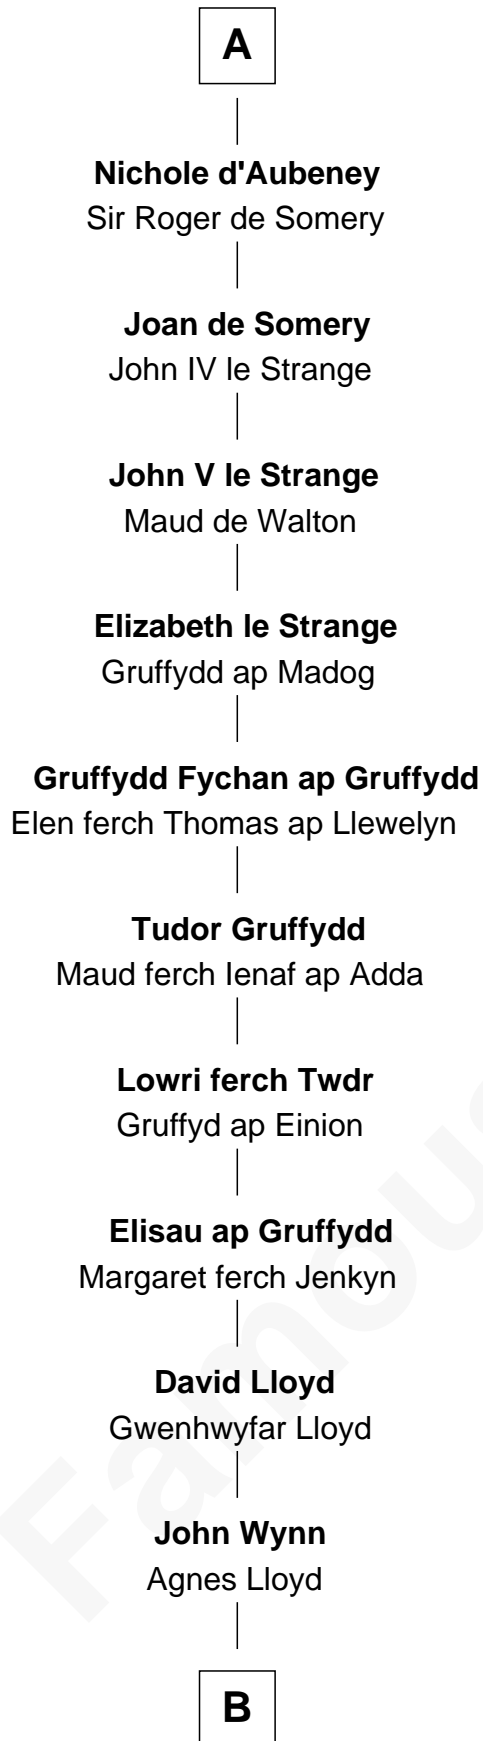 A
Nichole d'Aubeney
Sir Roger de Somery
Joan de Somery
John IV le Strange
John V le Strange
Maud de Walton
Elizabeth le Strange
Gruffydd ap Madog
Gruffydd Fychan ap Gruffydd
Elen ferch Thomas ap Llewelyn
Tudor Gruffydd
Maud ferch Ienaf ap Adda
Lowri ferch Twdr
Gruffyd ap Einion
Elisau ap Gruffydd
Margaret ferch Jenkyn
David Lloyd
Gwenhwyfar Lloyd
John Wynn
Agnes Lloyd
B
Famous